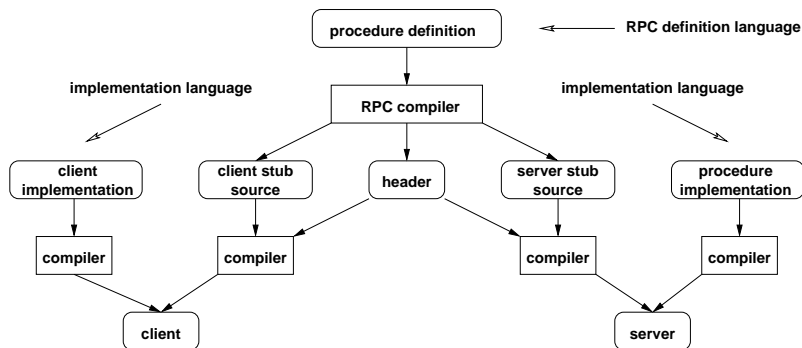 procedure definition
RPC definition language
implementation language
implementation language
RPC compiler
client
implementation
client stub
source
header
server stub
source
procedure
implementation
compiler
compiler
compiler
compiler
client
server